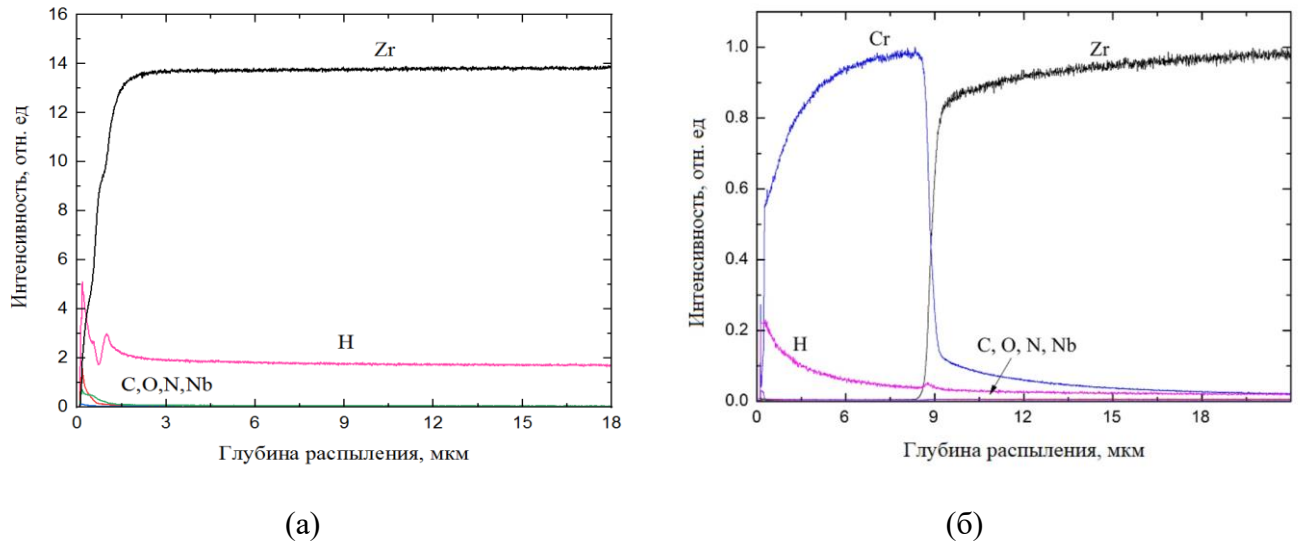 Интенсивность, отн. ед
16
14
12
10
8
6
4
2
0
Zr
H
C,O,N,Nb
0 3 6 9 12 15 18
Глубина распыления, мкм
(а)
Интенсивность, отн. ед
1.0
0.8
0.6
0.4
0.2
0.0
Cr
Zr
H
C, O, N, Nb
0 3 6 9 12 15 18
Глубина распыления, мкм
(б)